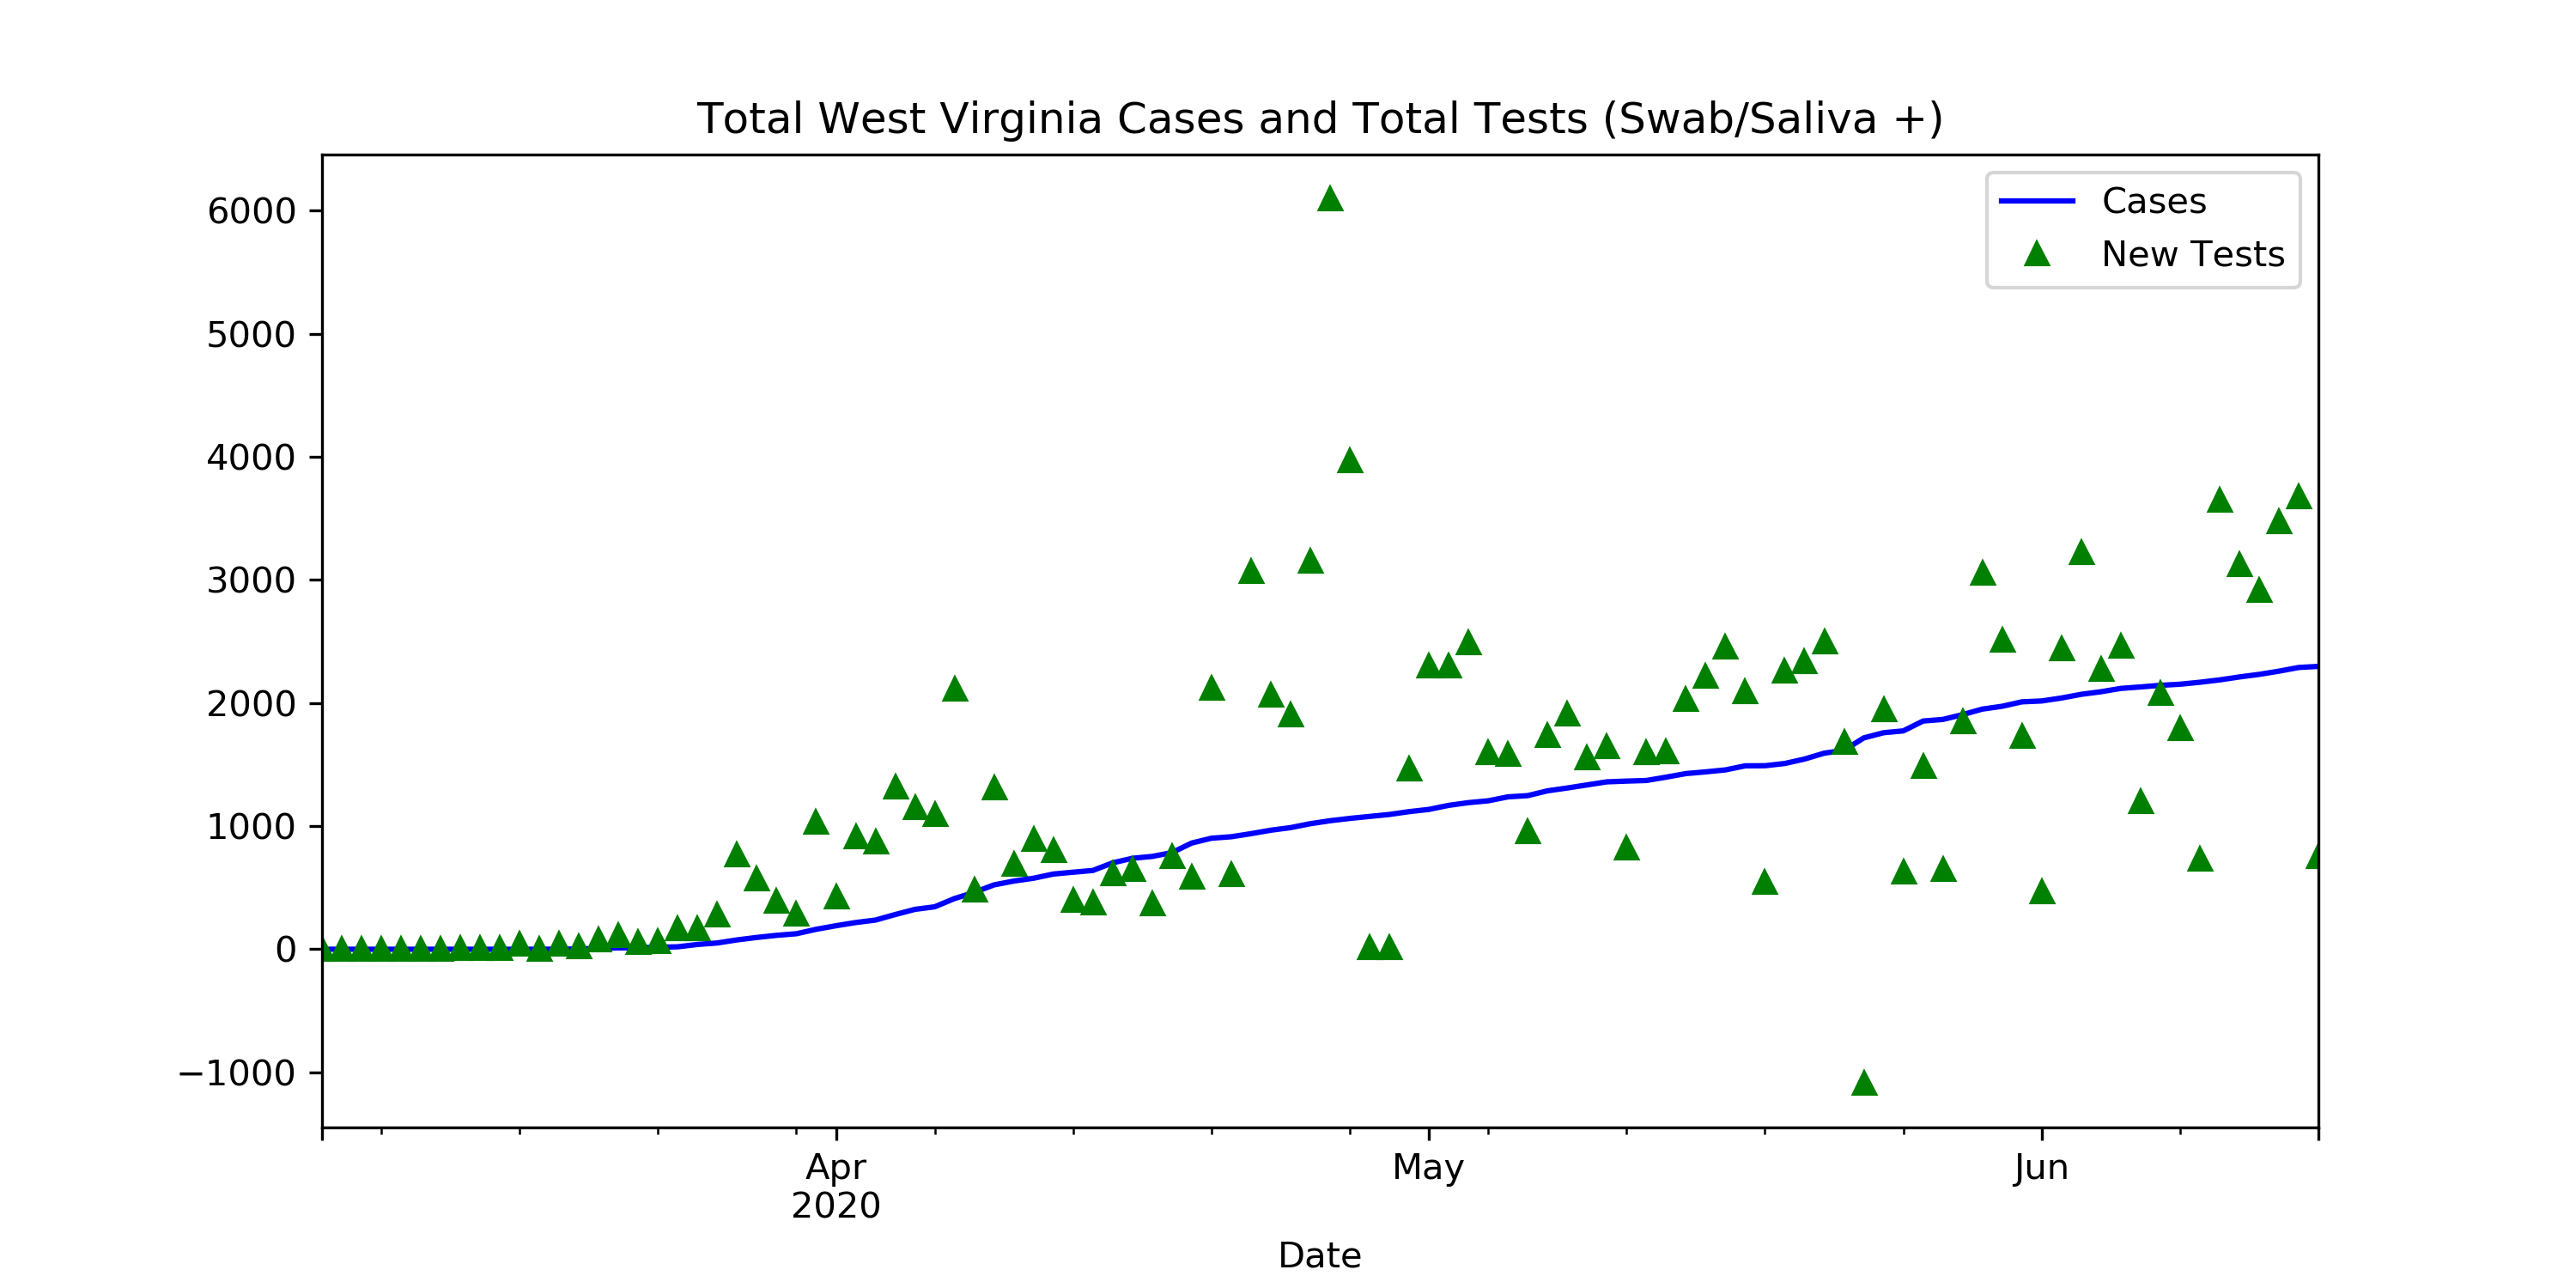 Total West Virginia Cases and Total Tests (Swab/Saliva +)
Cases
New Tests
6000
5000
4000
3000
2000
1000
0
−1000
Apr
2020
May
Jun
Date